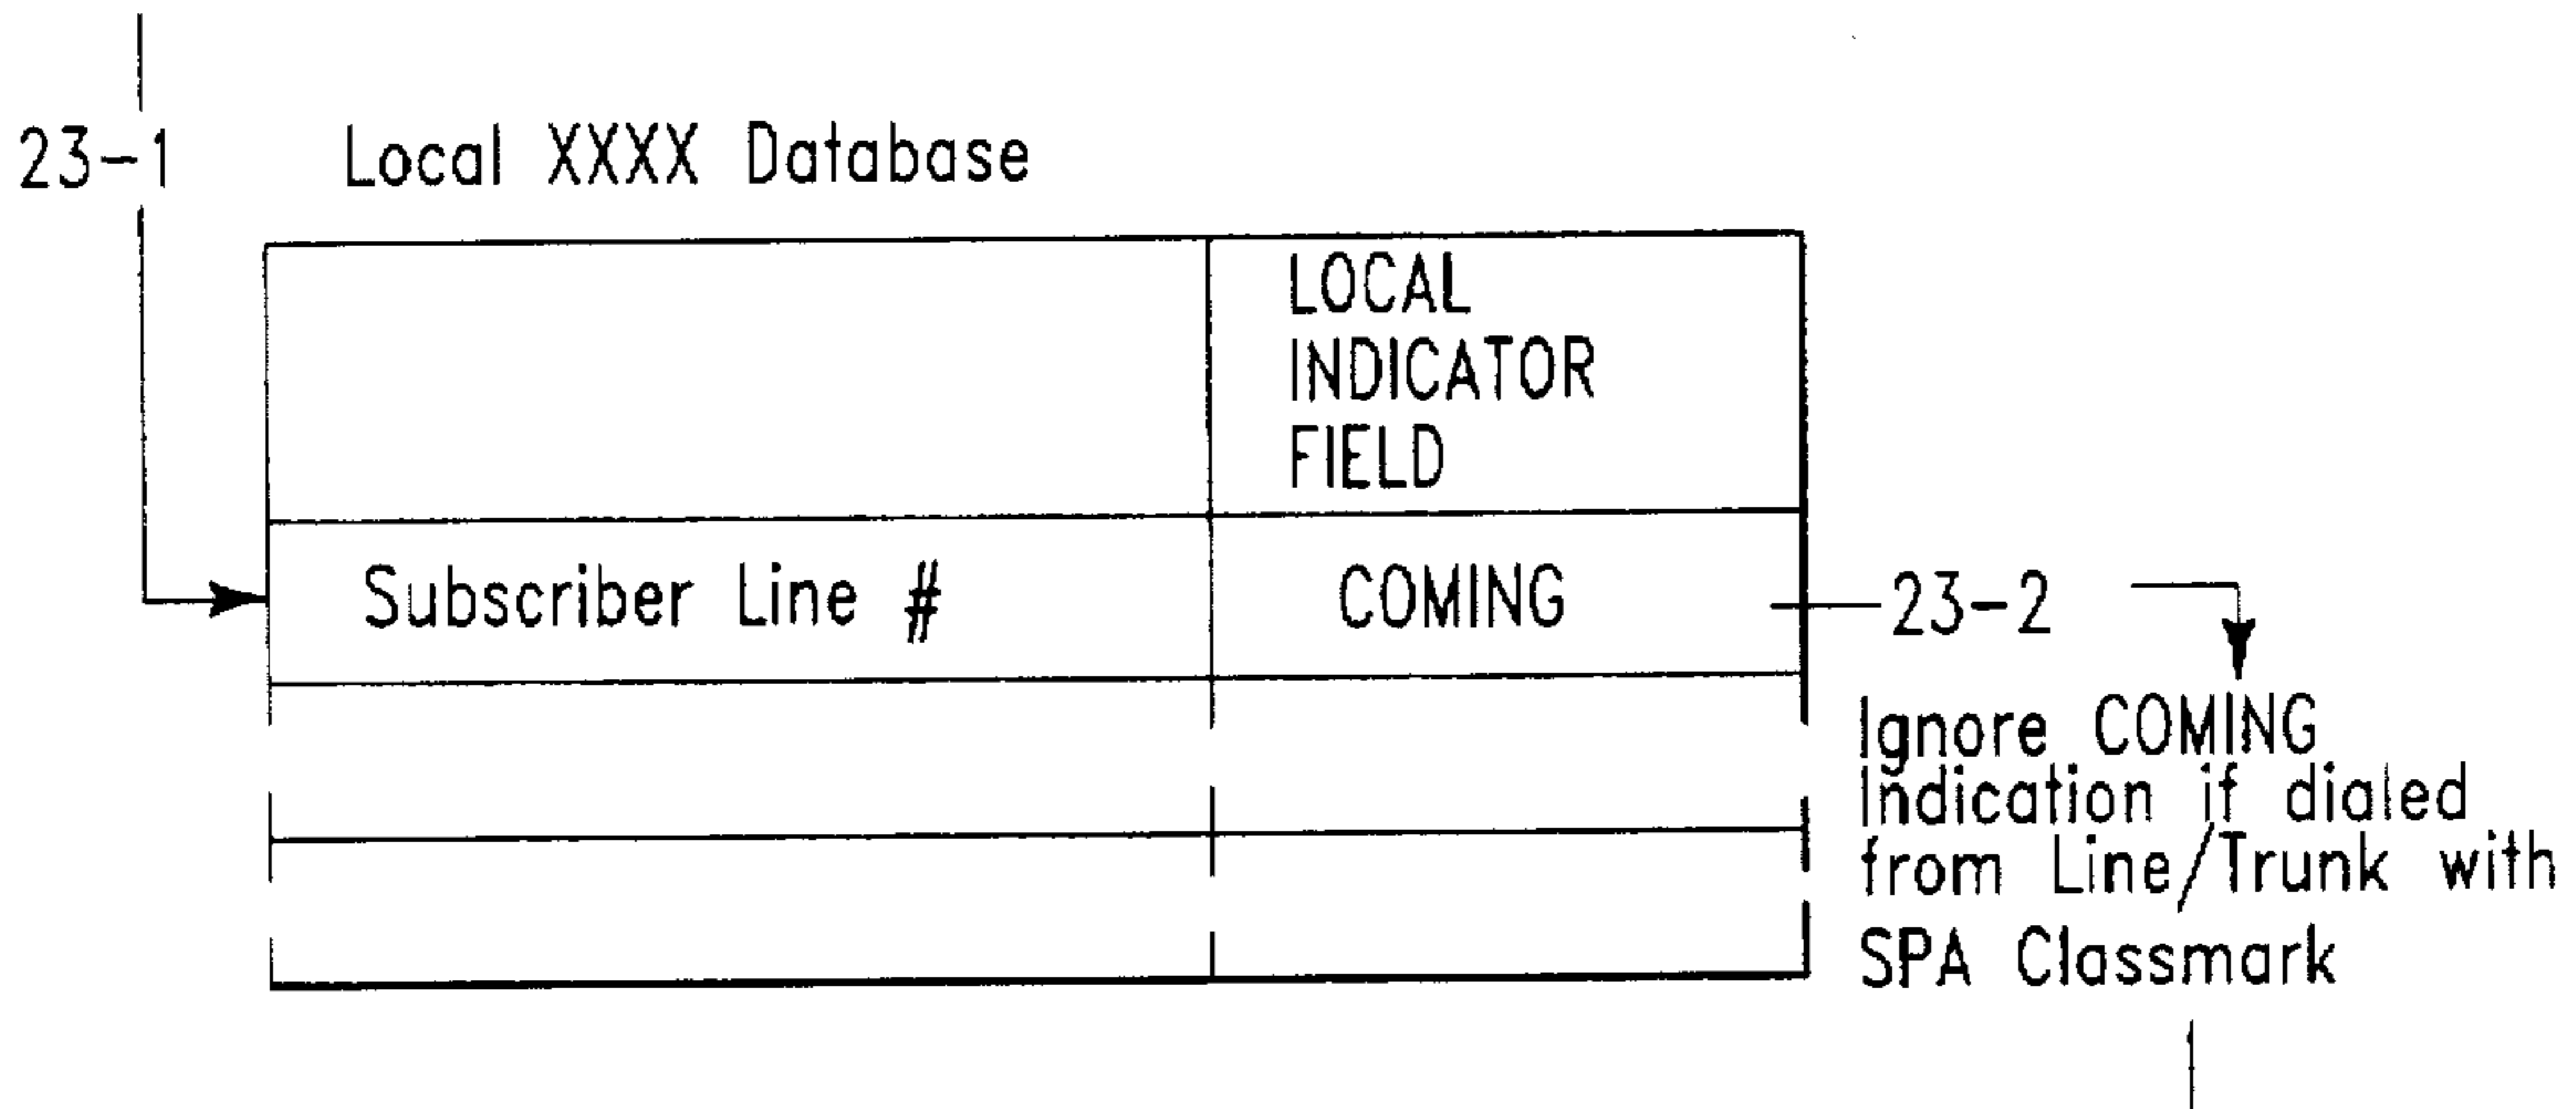 23-1 Local XXXX Database
LOCAL
INDICATOR
FIELD
Subscriber Line # COMING 23-2
Ignore COMING
Indication if dialed
from Line/Trunk with
SPA Classmark